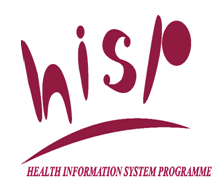 hisp
HEALTH INFORMATION SYSTEM PROGRAMME